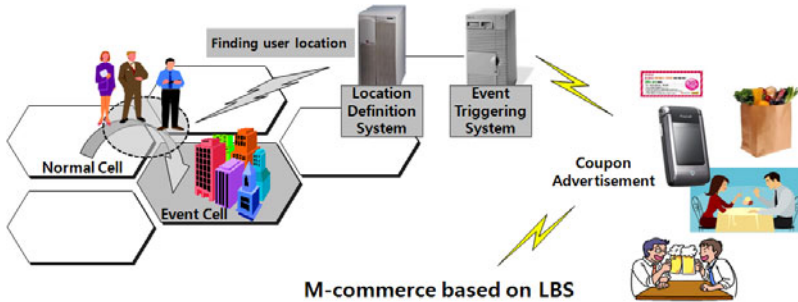 Finding user location
Location
Definition
System
Event
Triggering
System
Normal Cell
Event Cell
Coupon
Advertisement
M-commerce based on LBS